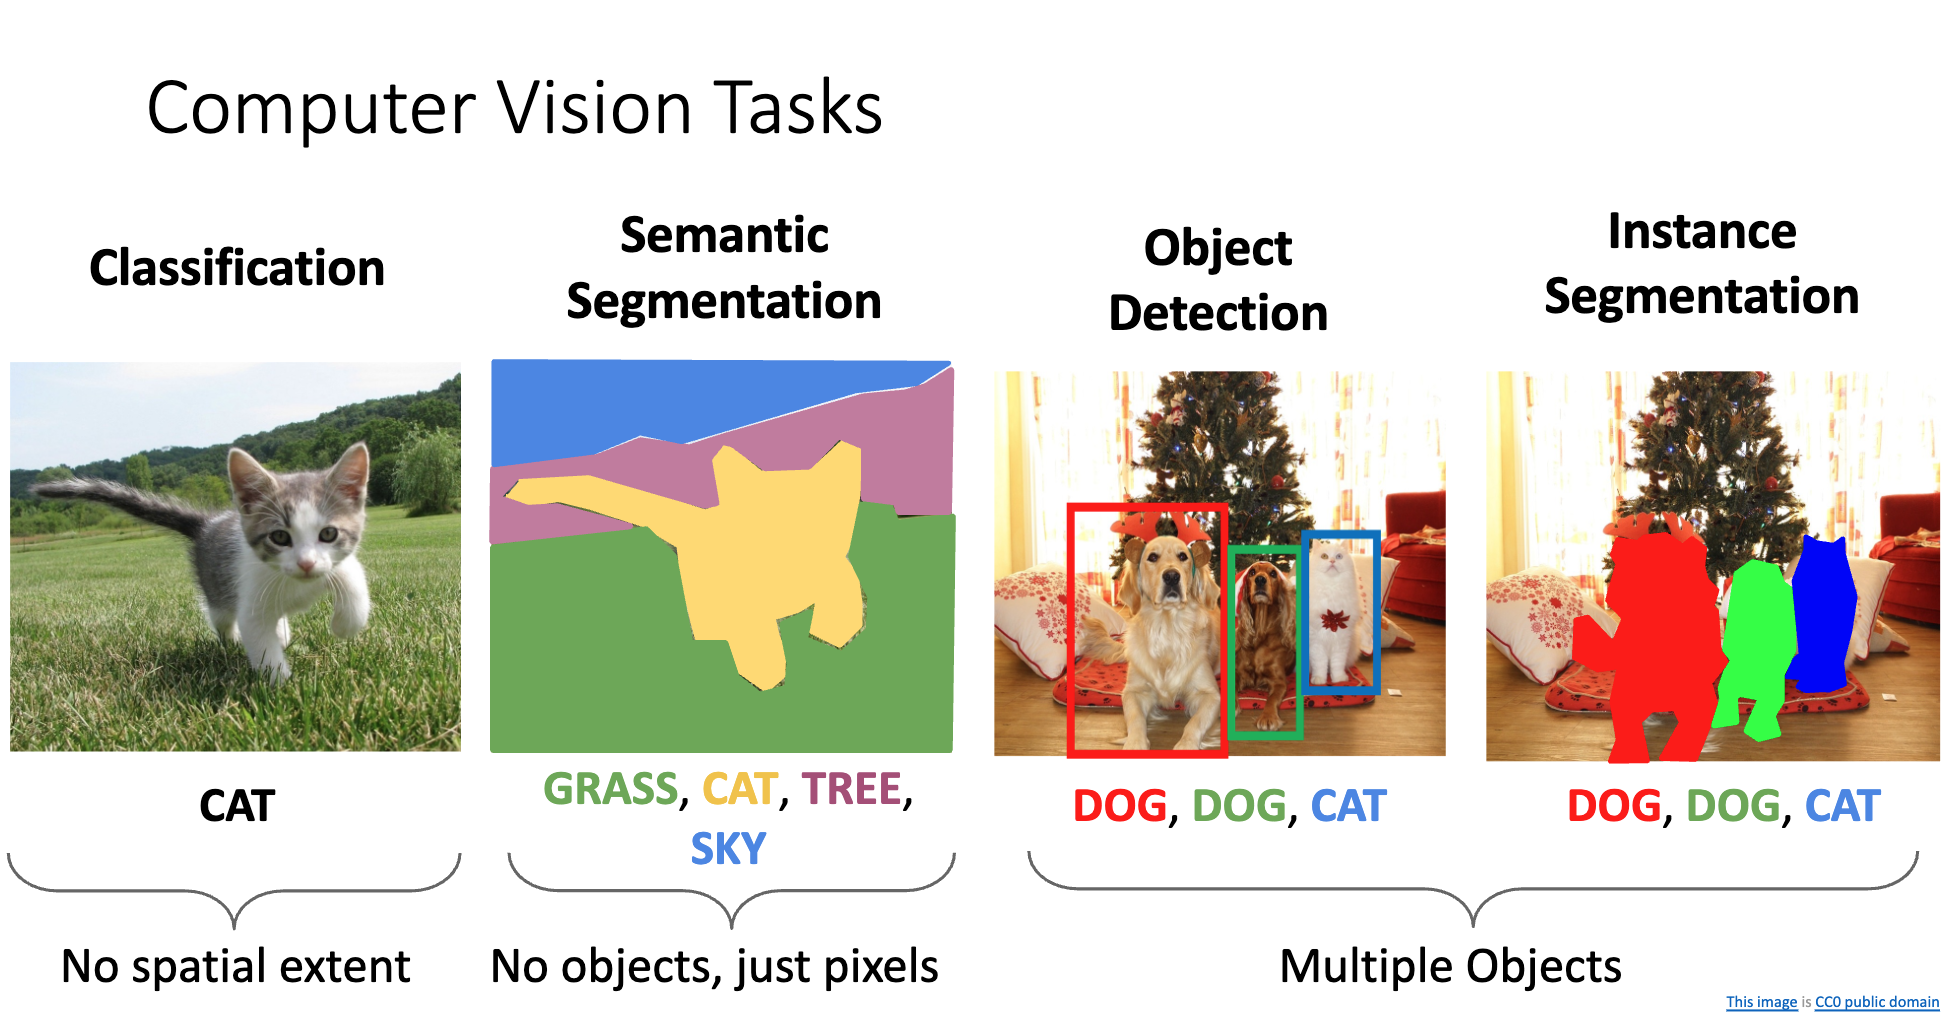 Computer Vision Tasks
Classification
Semantic
Segmentation
Object
Detection
Instance
Segmentation
CAT
GRASS, CAT, TREE,
SKY
DOG, DOG, CAT
DOG, DOG, CAT
No spatial extent
No objects, just pixels
Multiple Objects
This image is CC0 public domain